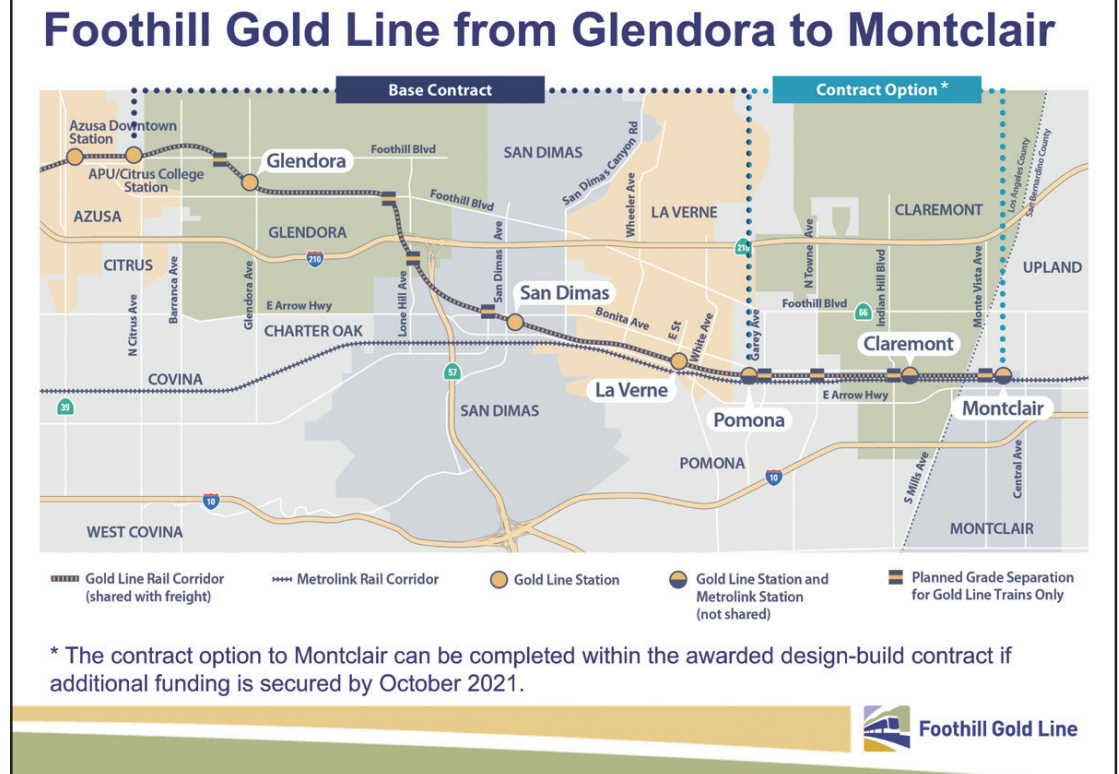 Foothill Gold Line from Glendora to Montclair
Base Contract
Contract Option *
Azusa Downtown
Station
APU/Citrus College
Station
Glendora
Foothill Blvd
SAN DIMAS
San Dimas Canyon Rd
Wheeler Ave
LA VERNE
CLAREMONT
Los Angeles County
San Bernardino County
AZUSA
GLENDORA
Foothill Blvd
210
210
N Towne Ave
UPLAND
CITRUS
N Citrus Ave
Barranca Ave
Glendora Ave
E Arrow Hwy
CHARTER OAK
Lone Hill Ave
San Dimas Ave
San Dimas
Bonita Ave
E St
White Ave
Garey Ave
Foothill Blvd
66
Indian Hill Blvd
Monte Vista Ave
Claremont
COVINA
39
57
SAN DIMAS
La Verne
Pomona
E Arrow Hwy
Montclair
POMONA
10
10
S Mills Ave
Central Ave
WEST COVINA
MONTCLAIR
Gold Line Rail Corridor
(shared with freight)
Metrolink Rail Corridor
Gold Line Station
Gold Line Station and
Metrolink Station
(not shared)
Planned Grade Separation
for Gold Line Trains Only
* The contract option to Montclair can be completed within the awarded design-build contract if
additional funding is secured by October 2021.
Foothill Gold Line